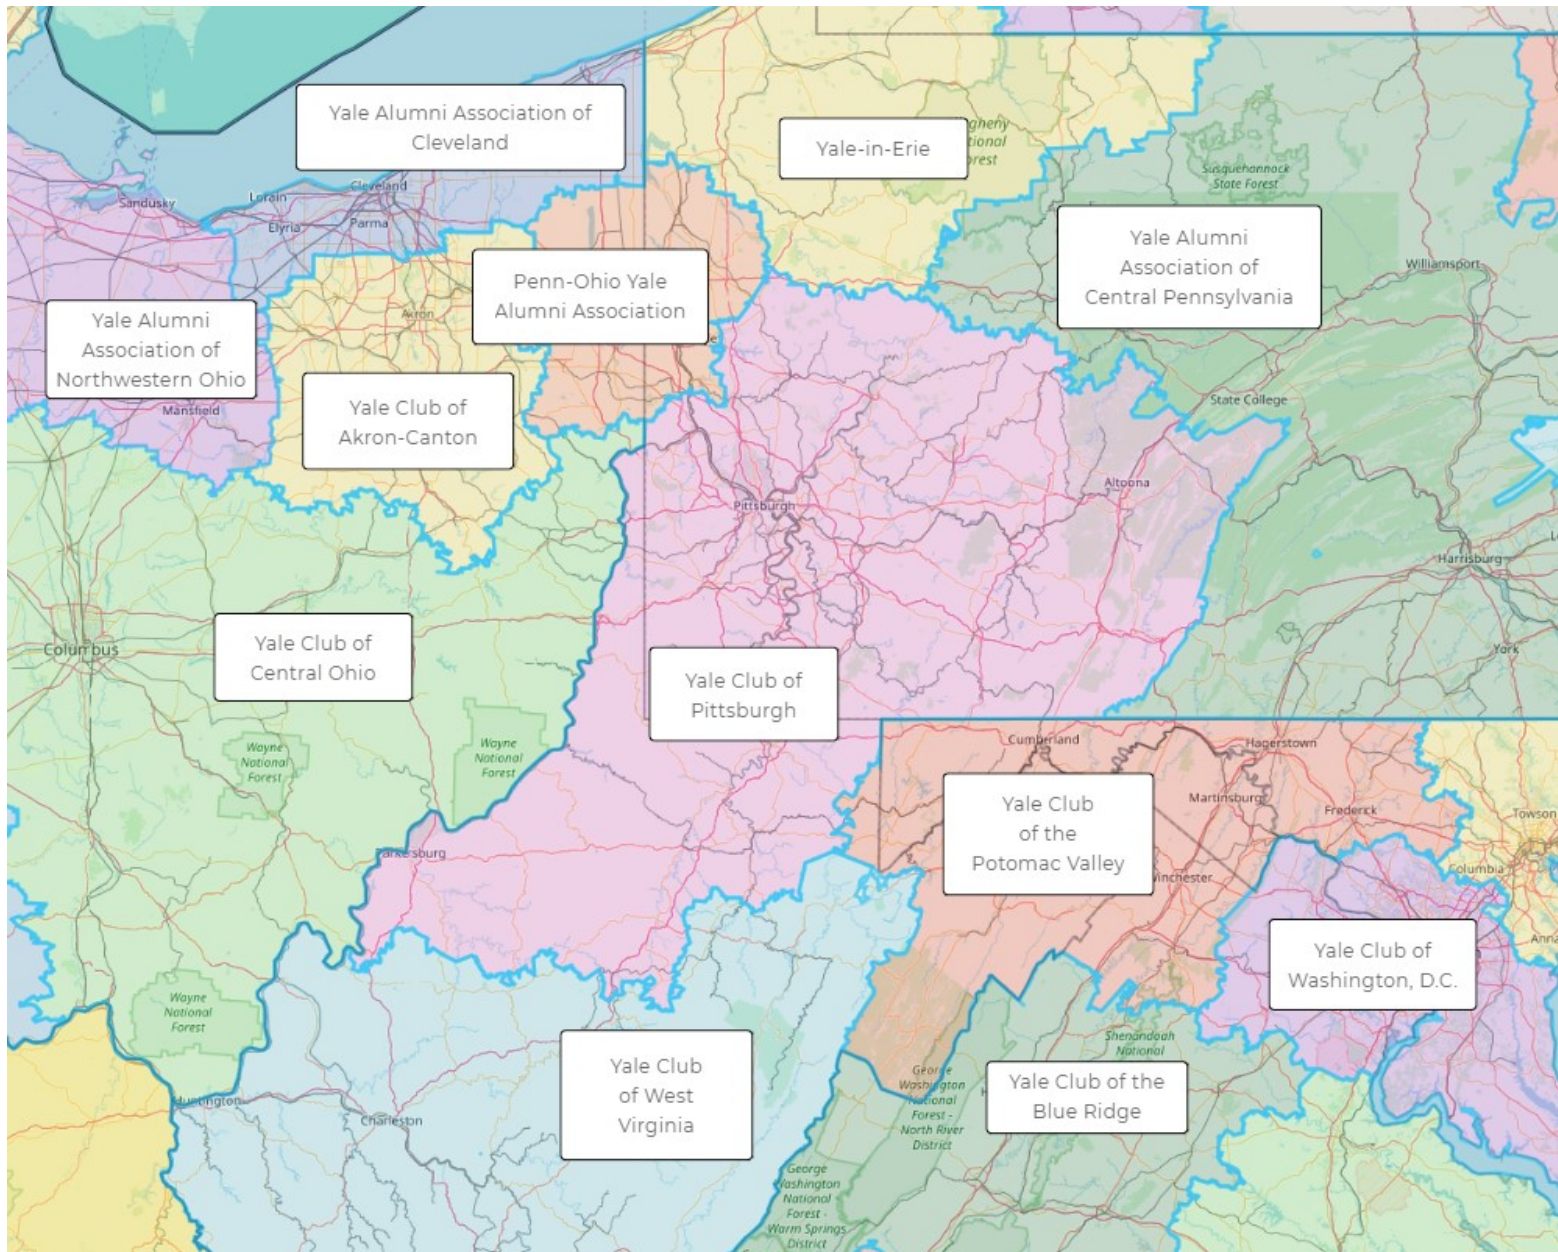 Yale Alumni Association of
Cleveland
Yale-in-Erie
Susquehannock
State Forest
Cleveland
Sandusky
Lorain
Elyria
Parma
Yale Alumni
Association of
Central Pennsylvania
Williamsport
Penn-Ohio Yale
Alumni Association
Yale Alumni
Association of
Northwestern Ohio
Akron
Mansfield
Yale Club of
Akron-Canton
State College
Altoona
Pittsburgh
Harrisburg
Columbus
York
Yale Club of
Central Ohio
Yale Club of
Pittsburgh
Wayne
National
Forest
Wayne
National
Forest
Cumberland
Hagerstown
Martinsburg
Frederick
Towson
Yale Club
of the
Potomac Valley
Columbia
Yale Club of
Washington, D.C.
Wayne
National
Forest
Shenandoah
National
Yale Club
of West
Virginia
Yale Club of the
Blue Ridge
George
Washington
National
Forest -
North River
District
Huntington
Charleston
George
Washington
National
Forest -
Warm Springs
District